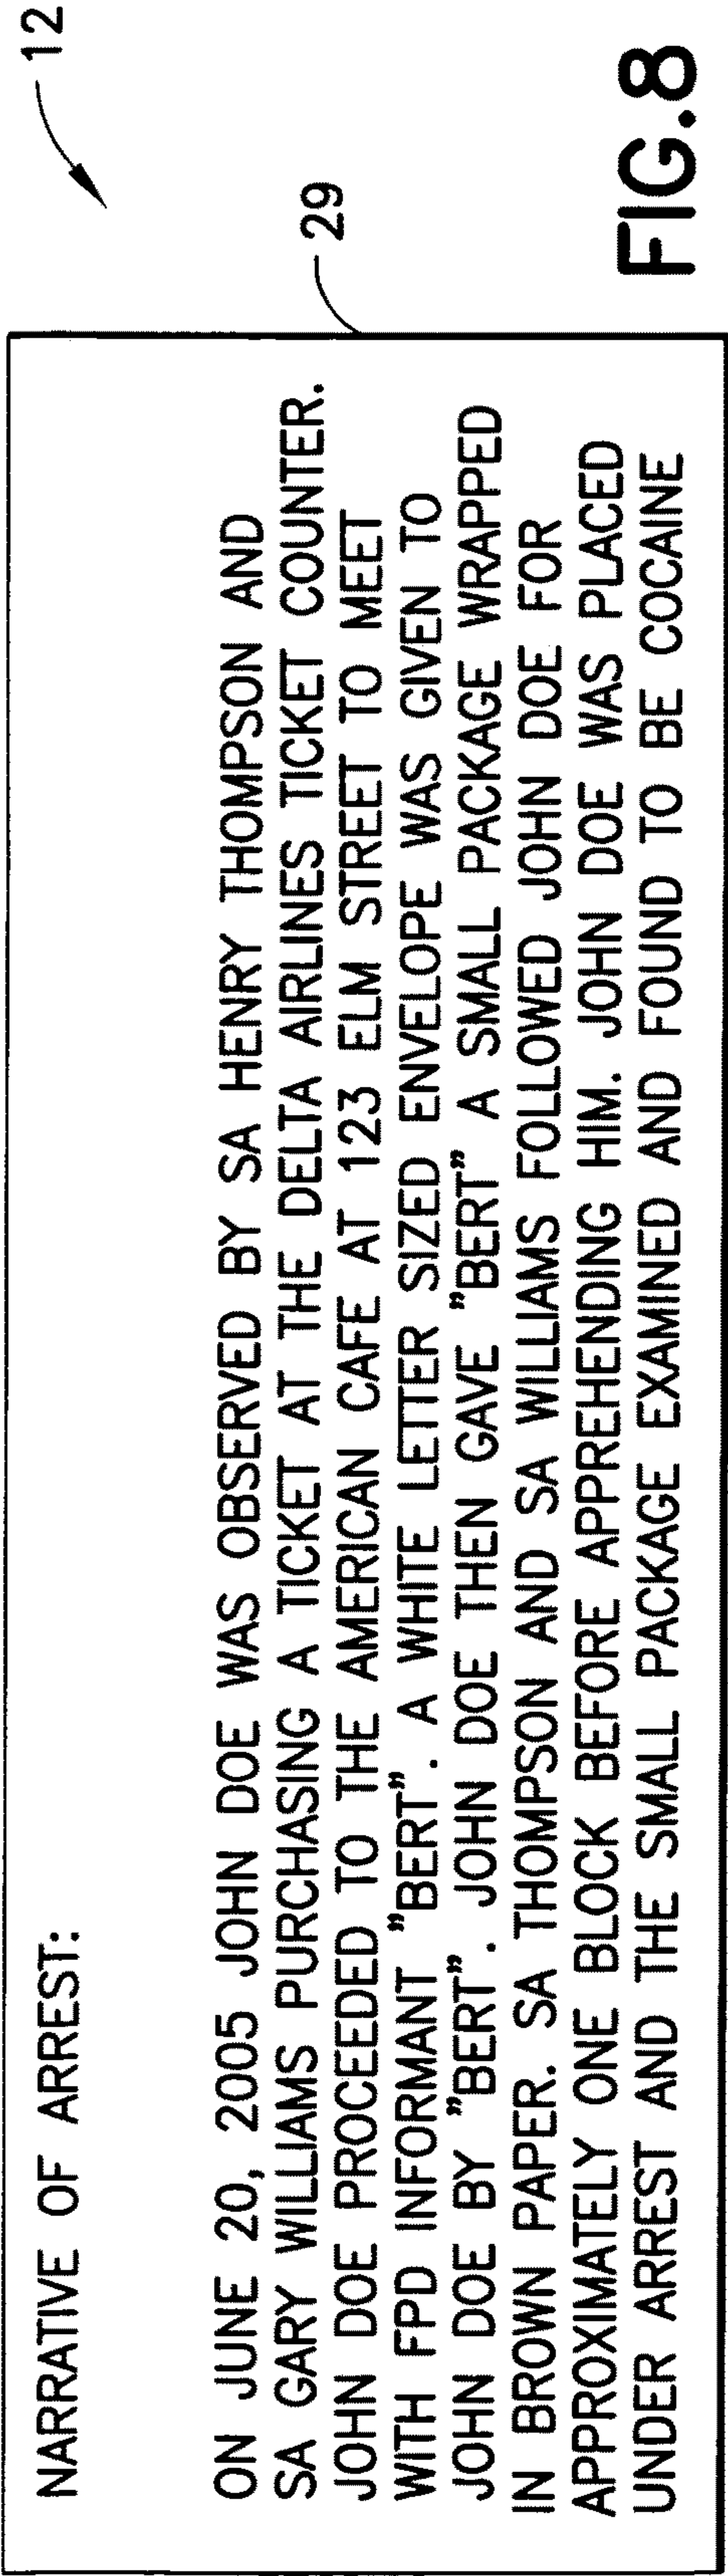 12
29
NARRATIVE OF ARREST:
ON JUNE 20, 2005 JOHN DOE WAS OBSERVED BY SA HENRY THOMPSON AND
SA GARY WILLIAMS PURCHASING A TICKET AT THE DELTA AIRLINES TICKET COUNTER.
JOHN DOE PROCEEDED TO THE AMERICAN CAFE AT 123 ELM STREET TO MEET
WITH FPD INFORMANT "BERT". A WHITE LETTER SIZED ENVELOPE WAS GIVEN TO
JOHN DOE BY "BERT". JOHN DOE THEN GAVE "BERT" A SMALL PACKAGE WRAPPED
IN BROWN PAPER. SA THOMPSON AND SA WILLIAMS FOLLOWED JOHN DOE FOR
APPROXIMATELY ONE BLOCK BEFORE APPREHENDING HIM. JOHN DOE WAS PLACED
UNDER ARREST AND THE SMALL PACKAGE EXAMINED AND FOUND TO BE COCAINE
FIG.8